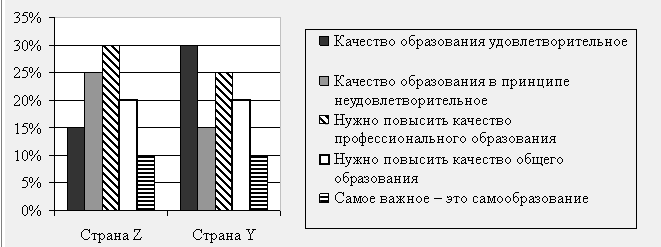 35%
30%
25%
20%
15%
10%
5%
0%
Страна Z
Страна Y
Качество образования удовлетворительное
Качество образования в принципе
неудовлетворительное
Нужно повысить качество
профессионального образования
Нужно повысить качество общего
образования
Самое важное – это самообразование